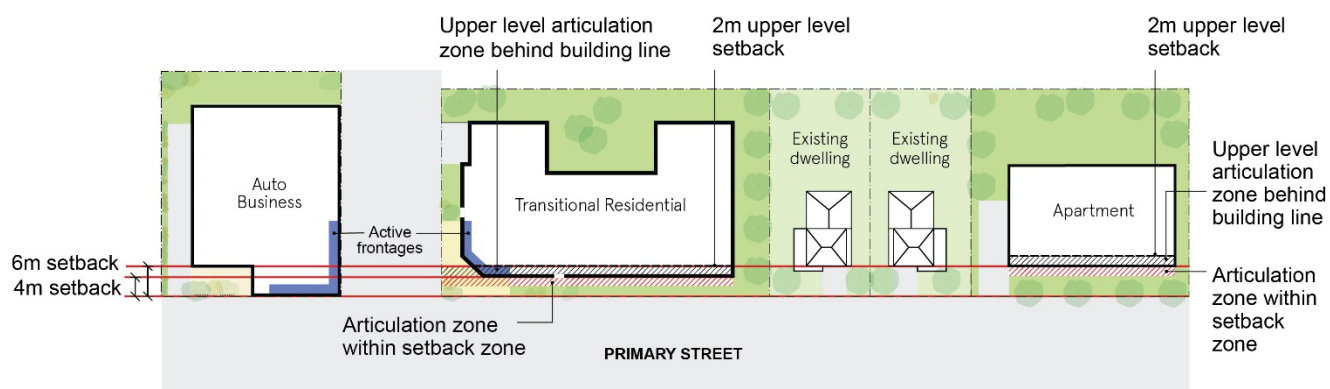 Upper level articulation
zone behind building line
2m upper level
setback
2m upper level
setback
Existing
dwelling
Existing
dwelling
Upper level
articulation
zone behind
building line
Auto
Business
Transitional Residential
Apartment
Active
frontages
6m setback
4m setback
Articulation zone
within setback zone
Articulation
zone within
setback
zone
PRIMARY STREET